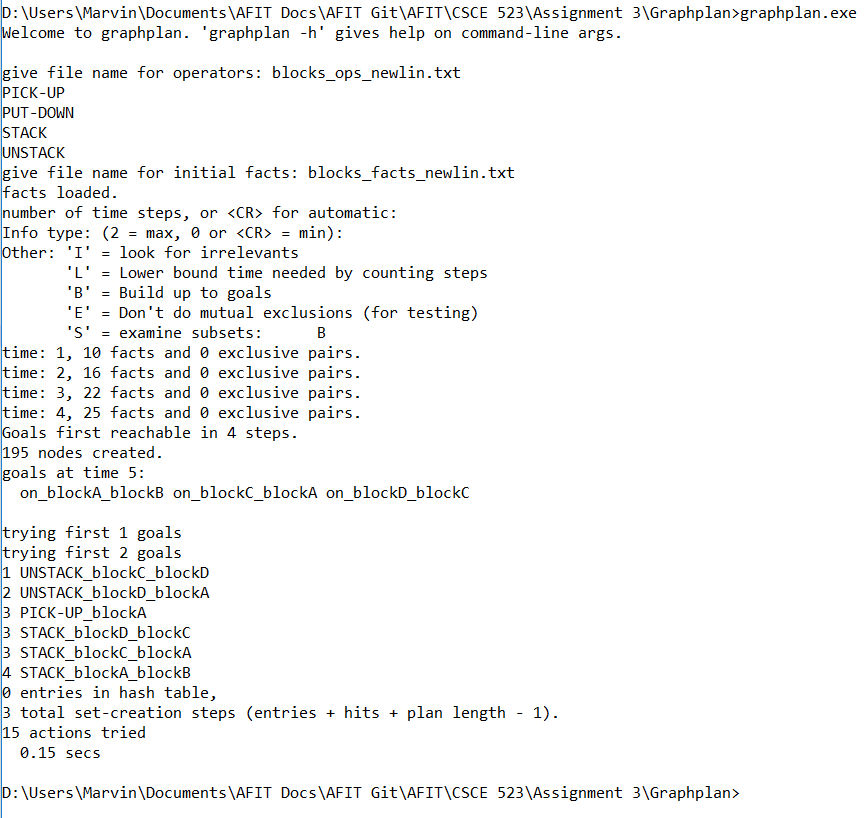 D:\Users\Marvin\Documents\AFIT Docs\AFIT Git\AFIT\CSCE 523\Assignment 3\Graphplan>graphplan.exe
Welcome to graphplan. 'graphplan -h' gives help on command-line args.

give file name for operators: blocks_ops_newlin.txt
PICK-UP
PUT-DOWN
STACK
UNSTACK
give file name for initial facts: blocks_facts_newlin.txt
facts loaded.
number of time steps, or <CR> for automatic:
Info type: (2 = max, 0 or <CR> = min):
Other: 'I' = look for irrelevants
       'L' = Lower bound time needed by counting steps
       'B' = Build up to goals
       'E' = Don't do mutual exclusions (for testing)
       'S' = examine subsets:      B
time: 1, 10 facts and 0 exclusive pairs.
time: 2, 16 facts and 0 exclusive pairs.
time: 3, 22 facts and 0 exclusive pairs.
time: 4, 25 facts and 0 exclusive pairs.
Goals first reachable in 4 steps.
195 nodes created.
goals at time 5:
  on_blockA_blockB on_blockC_blockA on_blockD_blockC

trying first 1 goals
trying first 2 goals
1 UNSTACK_blockC_blockD
2 UNSTACK_blockD_blockA
3 PICK-UP_blockA
3 STACK_blockD_blockC
3 STACK_blockC_blockA
4 STACK_blockA_blockB
0 entries in hash table,
3 total set-creation steps (entries + hits + plan length - 1).
15 actions tried
  0.15 secs

D:\Users\Marvin\Documents\AFIT Docs\AFIT Git\AFIT\CSCE 523\Assignment 3\Graphplan>